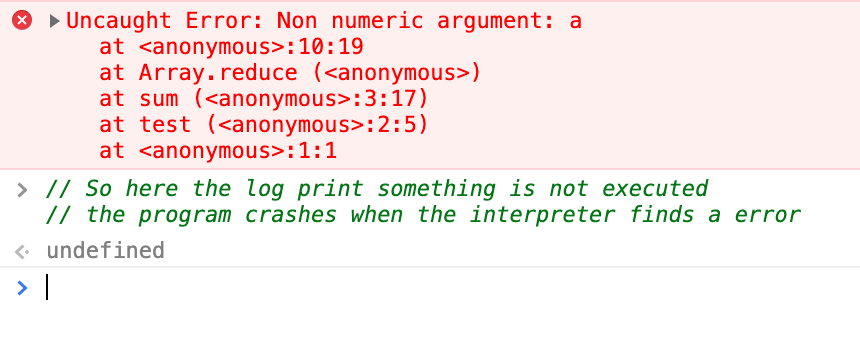 Uncaught Error: Non numeric argument: a
at <anonymous>:10:19
at Array.reduce (<anonymous>)
at sum (<anonymous>:3:17)
at test (<anonymous>:2:5)
at <anonymous>:1:1
// So here the log print something is not executed
// the program crashes when the interpreter finds a error
undefined